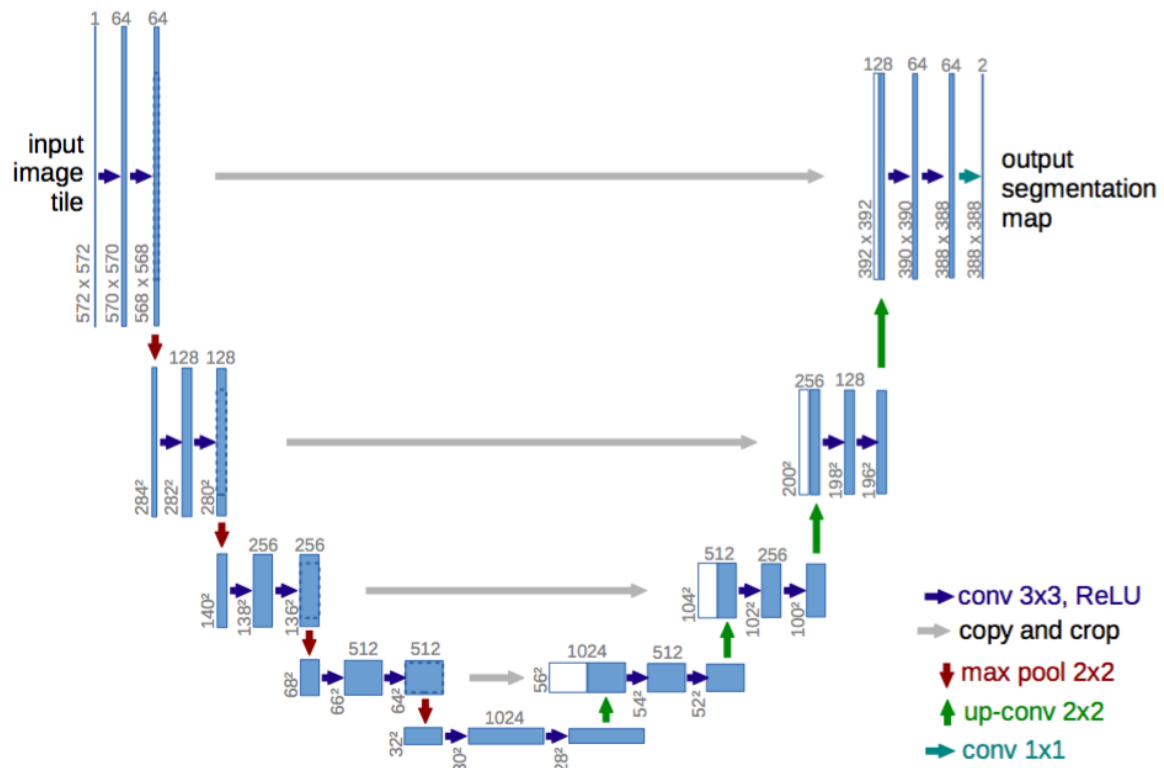 1 64 64
input
image
tile
572 x 572
570 x 570
568 x 568
128 64 64 2
output
segmentation
map
392 x 392
390 x 390
388 x 388
388 x 388
128 128
284²
282²
280²
256 128
200²
198²
196²
256 256
140²
138²
136²
512 256
104²
102²
100²
512 512
68²
66²
64²
1024 512
56²
54²
52²
1024
32²
conv 3x3, ReLU
copy and crop
max pool 2x2
up-conv 2x2
conv 1x1